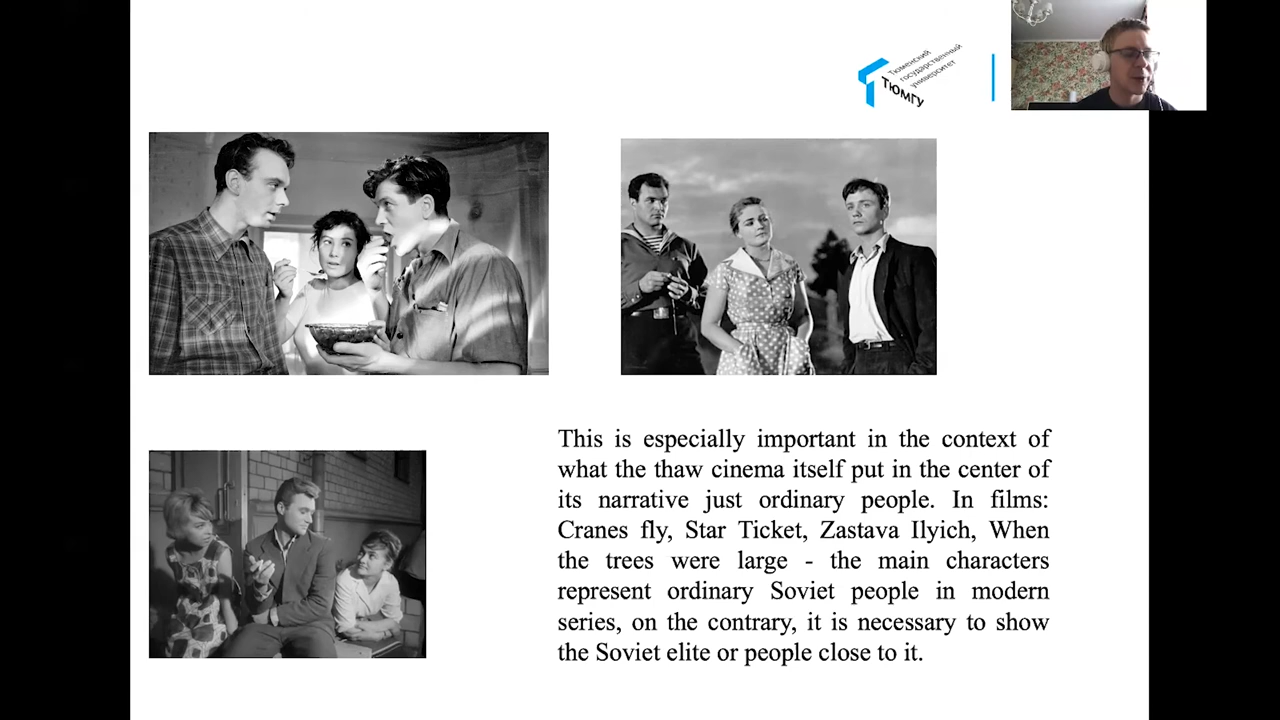 Тюменский
государственный
университет
ТЮМГУ
This is especially important in the context of
what the thaw cinema itself put in the center of
its narrative just ordinary people. In films:
Cranes fly, Star Ticket, Zastava Ilyich, When
the trees were large - the main characters
represent ordinary Soviet people in modern
series, on the contrary, it is necessary to show
the Soviet elite or people close to it.